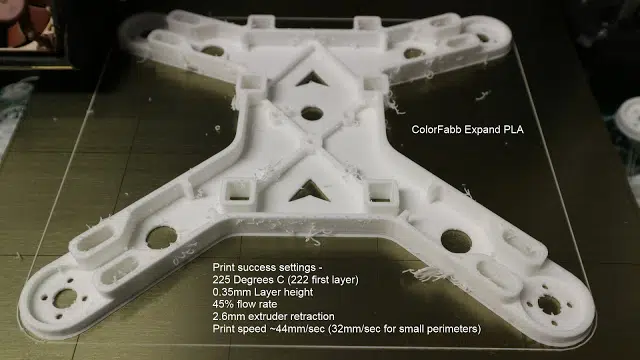 ColorFabb Expand PLA
Print success settings -
225 Degrees C (222 first layer)
0.35mm Layer height
45% flow rate
2.6mm extruder retraction
Print speed ~44mm/sec (32mm/sec for small perimeters)